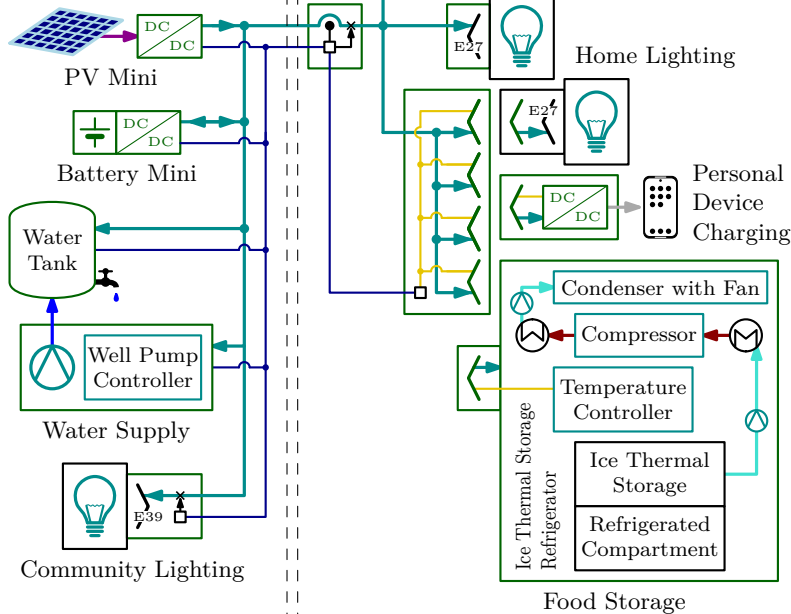 DC
DC
PV Mini
E27
Home Lighting
DC
DC
Battery Mini
E27
DC
DC
Personal
Device
Charging
Water
Tank
Condenser with Fan
Compressor
Well Pump
Controller
Water Supply
Temperature
Controller
Ice Thermal Storage
Refrigerator
Ice Thermal
Storage
Refrigerated
Compartment
E39
Community Lighting
Food Storage